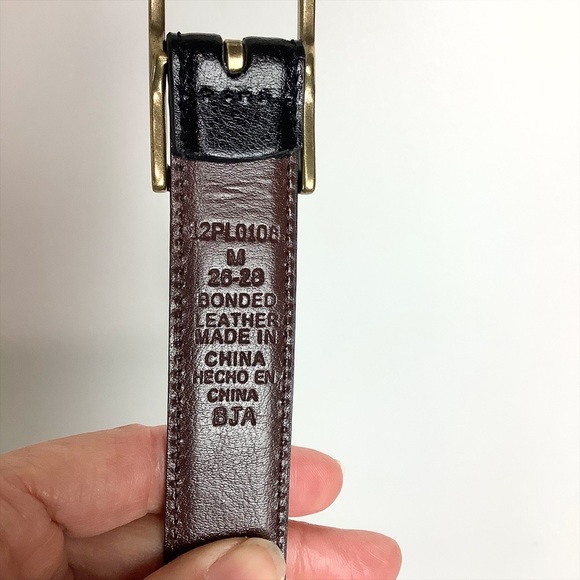 12PL0108
M
26-28
BONDED
LEATHER
MADE IN
CHINA
HECHO EN
CHINA
BJA